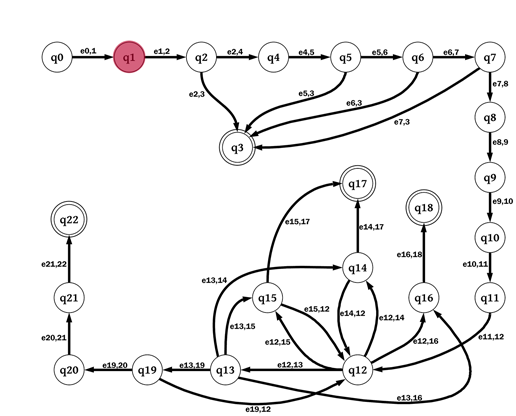 q0 e0,1 q1 e1,2 q2 e2,4 q4 e4,5 q5 e5,6 q6 e6,7 q7
e7,8
e2,3 e5,3 e6,3
q8
e7,3
q3
e8,9
q9
q17
e9,10
q22 q18
e15,17 e14,17
q10
e21,22 e16,18 e10,11
q14
e13,14
q21 q15 q16 q11
e15,12 e14,12 e12,14
e13,15
e20,21 e12,15 e12,16 e11,12
q20 e19,20 q19 e13,19 q13 e12,13 q12
e13,16
e19,12